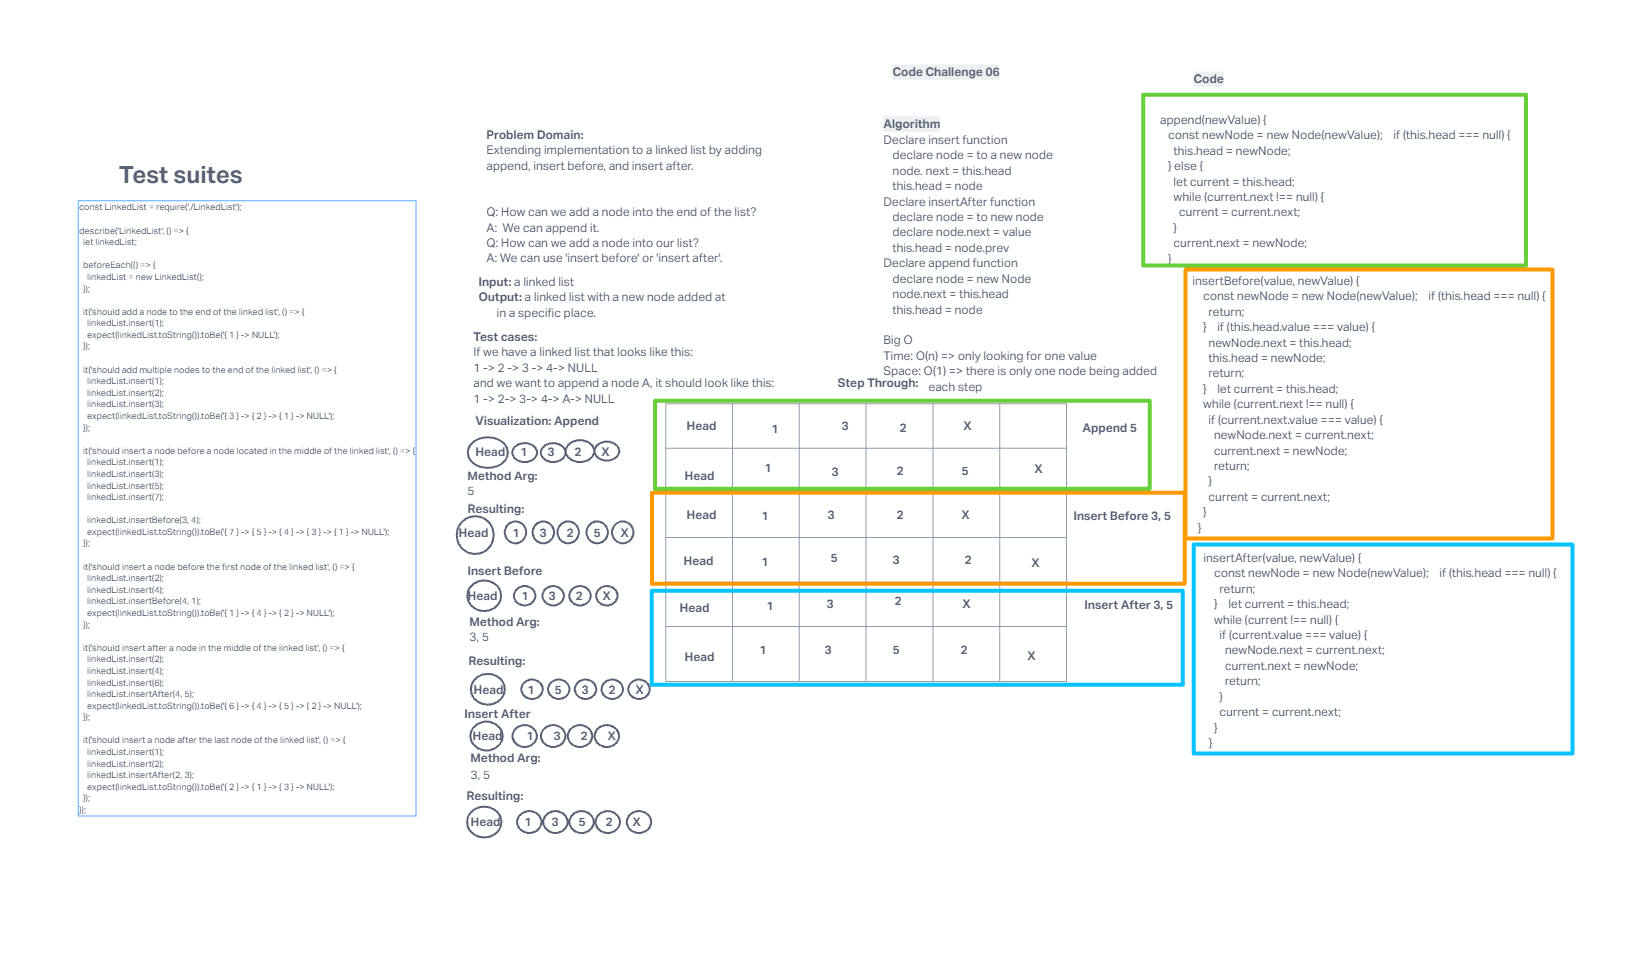 Code Challenge 06
Test suites
const LinkedList = require('./LinkedList');
describe('LinkedList', () => {
let linkedList;
beforeEach(() => {
linkedList = new LinkedList();
});
it('should add a node to the end of the linked list', () => {
linkedList.insert(1);
expect(linkedList.toString()).toBe('{ 1 } -> NULL');
});
it('should add multiple nodes to the end of the linked list', () => {
linkedList.insert(1);
linkedList.insert(2);
linkedList.insert(3);
expect(linkedList.toString()).toBe('{ 3 } -> { 2 } -> { 1 } -> NULL');
});
it('should insert a node before a node located in the middle of the linked list', () => {
linkedList.insert(1);
linkedList.insert(3);
linkedList.insert(5);
linkedList.insert(7);
linkedList.insertBefore(3, 4);
expect(linkedList.toString()).toBe('{ 7 } -> { 5 } -> { 4 } -> { 3 } -> { 1 } -> NULL');
});
it('should insert a node before the first node of the linked list', () => {
linkedList.insert(2);
linkedList.insert(4);
linkedList.insertBefore(4, 1);
expect(linkedList.toString()).toBe('{ 1 } -> { 4 } -> { 2 } -> NULL');
});
it('should insert after a node in the middle of the linked list', () => {
linkedList.insert(2);
linkedList.insert(4);
linkedList.insert(6);
linkedList.insertAfter(4, 5);
expect(linkedList.toString()).toBe('{ 6 } -> { 4 } -> { 5 } -> { 2 } -> NULL');
});
it('should insert a node after the last node of the linked list', () => {
linkedList.insert(1);
linkedList.insert(2);
linkedList.insertAfter(2, 3);
expect(linkedList.toString()).toBe('{ 2 } -> { 1 } -> { 3 } -> NULL');
});
});
Problem Domain:
Extending implementation to a linked list by adding
append, insert before, and insert after.
Q: How can we add a node into the end of the list?
A: We can append it.
Q: How can we add a node into our list?
A: We can use 'insert before' or 'insert after'.
Input: a linked list
Output: a linked list with a new node added at
in a specific place.
Test cases:
If we have a linked list that looks like this:
1 -> 2 -> 3 -> 4-> NULL
and we want to append a node A, it should look like this:
1 -> 2-> 3-> 4-> A-> NULL
Visualization: Append
Head 1 3 2 X
Method Arg:
5
Resulting:
Head 1 3 2 5 X
Insert Before
Head 1 3 2 X
Method Arg:
3, 5
Resulting:
Head 1 5 3 2 X
Insert After
Head 1 3 2 X
Method Arg:
3, 5
Resulting:
Head 1 3 5 2 X
Algorithm
Declare insert function
declare node = to a new node
node. next = this.head
this.head = node
Declare insertAfter function
declare node = to new node
declare node.next = value
this.head = node.prev
Declare append function
declare node = new Node
node.next = this.head
this.head = node
Big O
Time: O(n) => only looking for one value
Space: O(1) => there is only one node being added
each step
Step Through:
Head 1 3 2 X Append 5
Head 1 3 2 5 X
Head 1 3 2 X Insert Before 3, 5
Head 1 5 3 2 X
Head 1 3 2 X Insert After 3, 5
Head 1 3 5 2 X
Code
append(newValue) {
const newNode = new Node(newValue); if (this.head === null) {
this.head = newNode;
} else {
let current = this.head;
while (current.next !== null) {
current = current.next;
}
current.next = newNode;
}
insertBefore(value, newValue) {
const newNode = new Node(newValue); if (this.head === null) {
return;
} if (this.head.value === value) {
newNode.next = this.head;
this.head = newNode;
return;
} let current = this.head;
while (current.next !== null) {
if (current.next.value === value) {
newNode.next = current.next;
current.next = newNode;
return;
}
current = current.next;
}
}
insertAfter(value, newValue) {
const newNode = new Node(newValue); if (this.head === null) {
return;
} let current = this.head;
while (current !== null) {
if (current.value === value) {
newNode.next = current.next;
current.next = newNode;
return;
}
current = current.next;
}
}